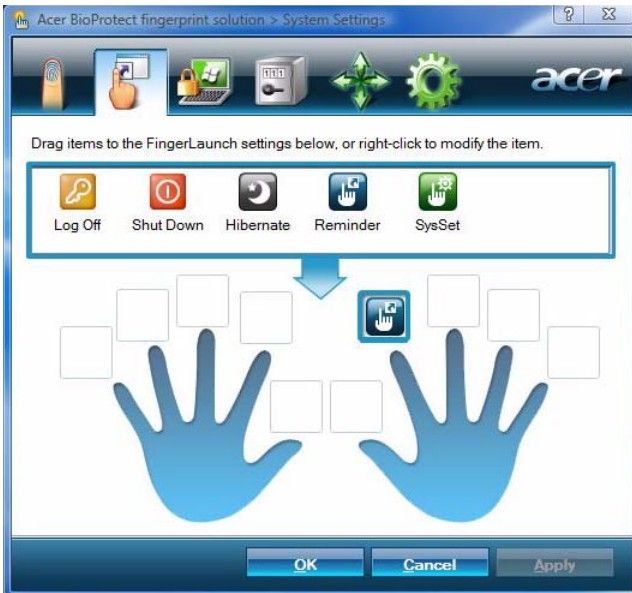 Acer BioProtect fingerprint solution > System Settings
acer
Drag items to the FingerLaunch settings below, or right-click to modify the item.
Log Off Shut Down Hibernate Reminder SysSet
OK Cancel Apply